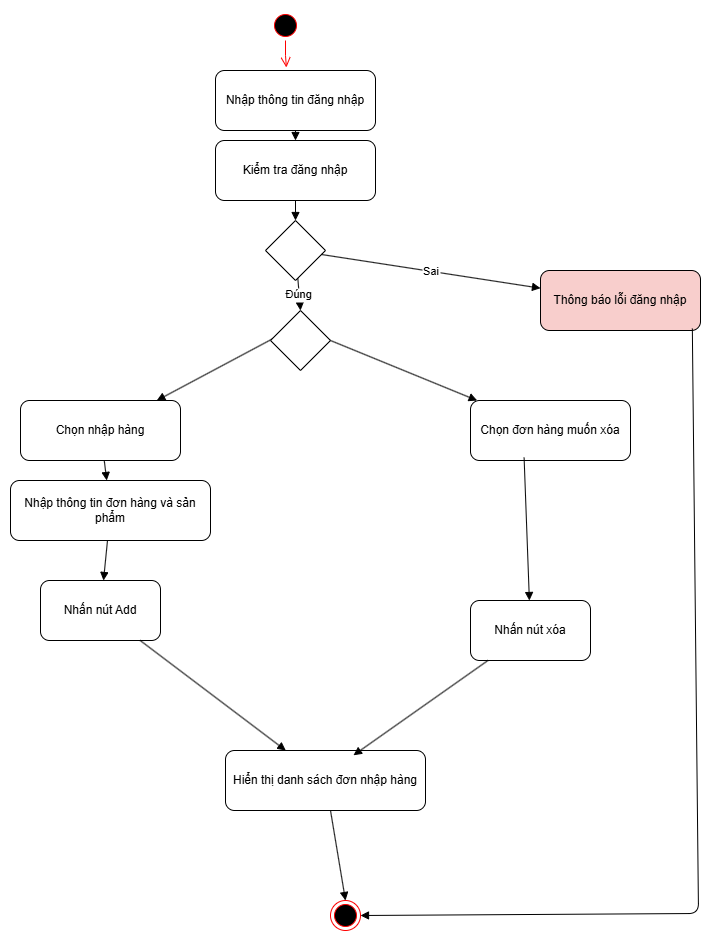 Nhập thông tin đăng nhập
Kiểm tra đăng nhập
Sai
Đúng
Thông báo lỗi đăng nhập
Chọn nhập hàng
Chọn đơn hàng muốn xóa
Nhập thông tin đơn hàng và sản
phẩm
Nhấn nút Add
Nhấn nút xóa
Hiển thị danh sách đơn nhập hàng